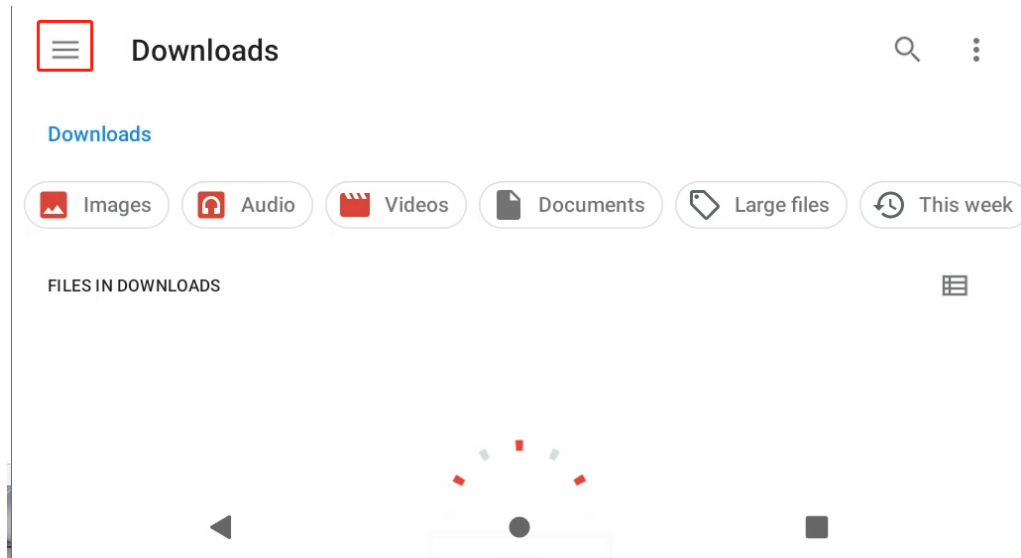 Downloads
Downloads
Images Audio Videos Documents Large files This week
FILES IN DOWNLOADS